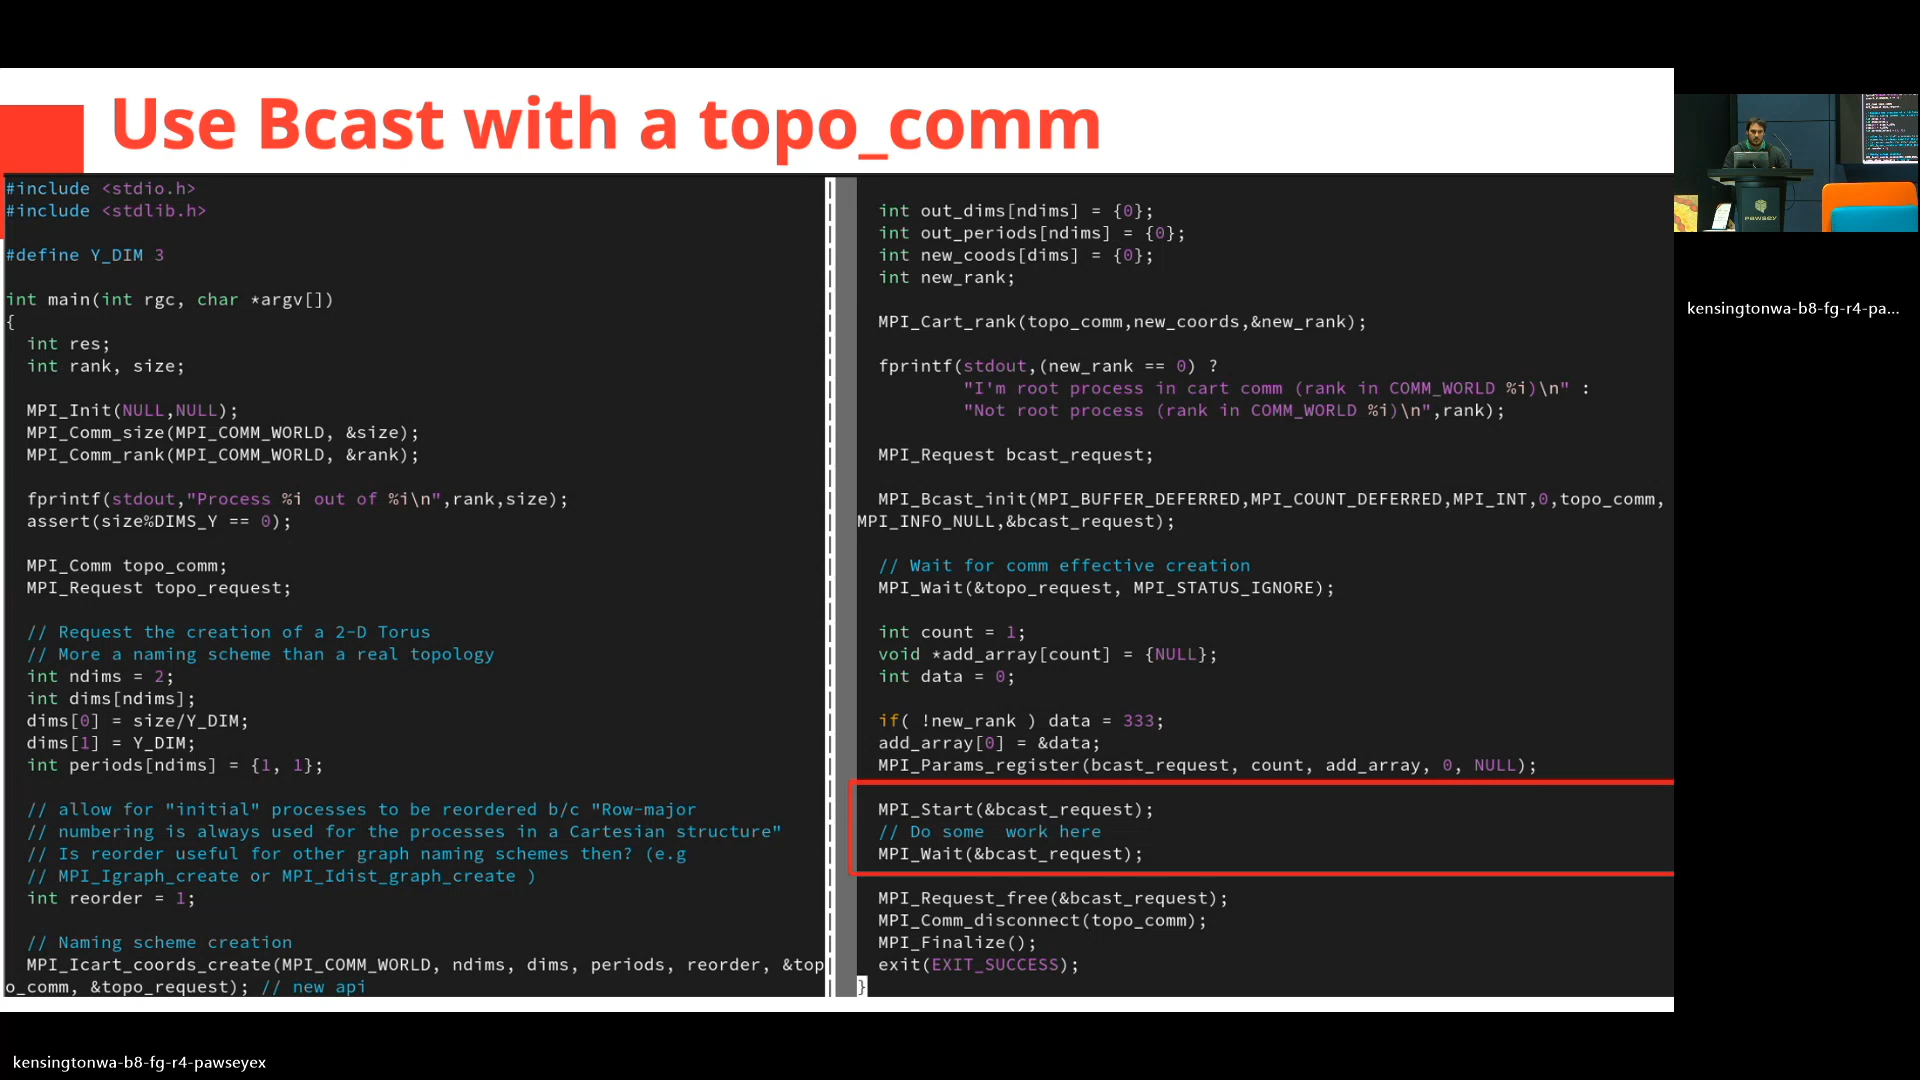 Use Bcast with a topo_comm
#include <stdio.h>
#include <stdlib.h>
#define Y_DIM 3
int main(int rgc, char *argv[])
{
int res;
int rank, size;
MPI_Init(NULL,NULL);
MPI_Comm_size(MPI_COMM_WORLD, &size);
MPI_Comm_rank(MPI_COMM_WORLD, &rank);
fprintf(stdout,"Process %i out of %i\n",rank,size);
assert(size%DIMS_Y == 0);
MPI_Comm topo_comm;
MPI_Request topo_request;
// Request the creation of a 2-D Torus
// More a naming scheme than a real topology
int ndims = 2;
int dims[ndims];
dims[0] = size/Y_DIM;
dims[1] = Y_DIM;
int periods[ndims] = {1, 1};
// allow for "initial" processes to be reordered b/c "Row-major
// numbering is always used for the processes in a Cartesian structure"
// Is reorder useful for other graph naming schemes then? (e.g
// MPI_Igraph_create or MPI_Idist_graph_create )
int reorder = 1;
// Naming scheme creation
MPI_Icart_coords_create(MPI_COMM_WORLD, ndims, dims, periods, reorder, &top
o_comm, &topo_request); // new api
int out_dims[ndims] = {0};
int out_periods[ndims] = {0};
int new_coods[dims] = {0};
int new_rank;
MPI_Cart_rank(topo_comm,new_coords,&new_rank);
fprintf(stdout,(new_rank == 0) ?
"I'm root process in cart comm (rank in COMM_WORLD %i)\n" :
"Not root process (rank in COMM_WORLD %i)\n",rank);
MPI_Request bcast_request;
MPI_Bcast_init(MPI_BUFFER_DEFERRED,MPI_COUNT_DEFERRED,MPI_INT,0,topo_comm,
MPI_INFO_NULL,&bcast_request);
// Wait for comm effective creation
MPI_Wait(&topo_request, MPI_STATUS_IGNORE);
int count = 1;
void *add_array[count] = {NULL};
int data = 0;
if( !new_rank ) data = 333;
add_array[0] = &data;
MPI_Params_register(bcast_request, count, add_array, 0, NULL);
MPI_Start(&bcast_request);
// Do some  work here
MPI_Wait(&bcast_request);
MPI_Request_free(&bcast_request);
MPI_Comm_disconnect(topo_comm);
MPI_Finalize();
exit(EXIT_SUCCESS);
}
pawsey
kensingtonwa-b8-fg-r4-pa...
kensingtonwa-b8-fg-r4-pawseyex